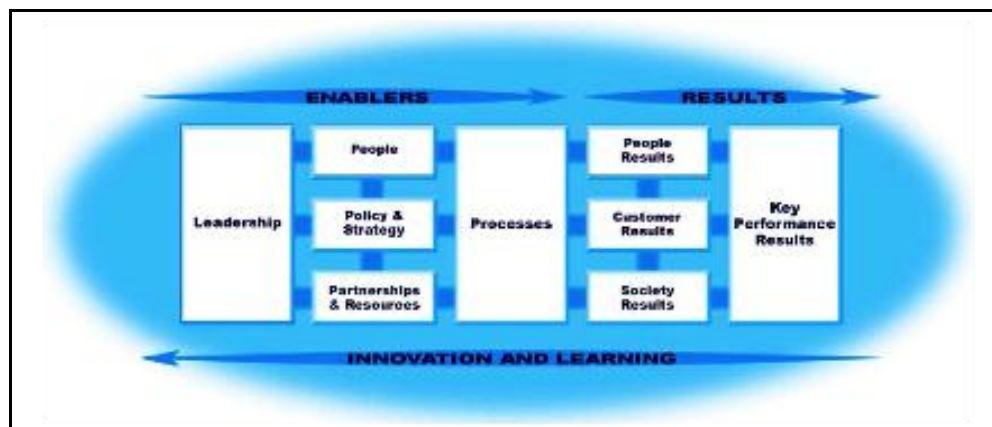 ENABLERS
RESULTS
Leadership
People
Policy &
Strategy
Partnerships
& Resources
Processes
People
Results
Customer
Results
Society
Results
Key
Performance
Results
INNOVATION AND LEARNING